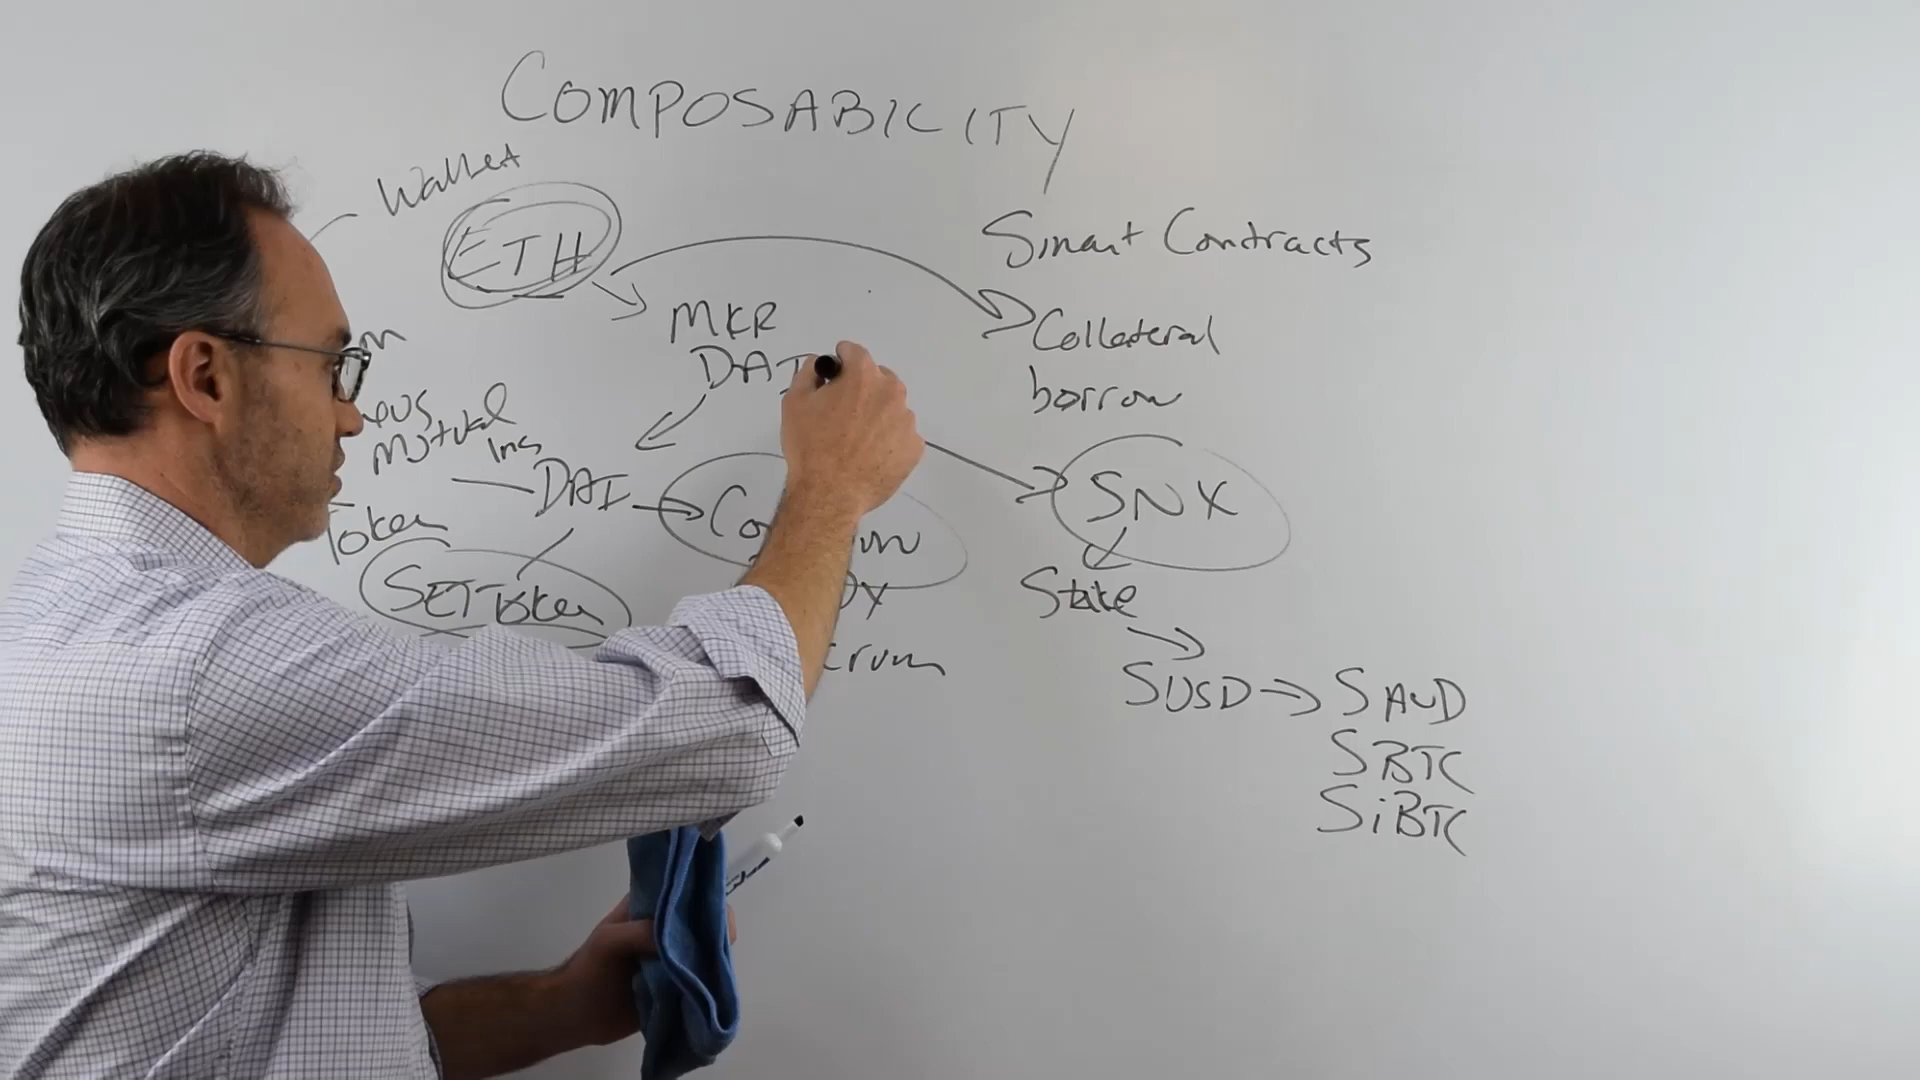 COMPOSABILITY
Wallet
ETH
Smart Contracts
MKR
DAI
Collateral
borrow
Mutual
Ins
DAI
SNX
Token
SET Token
Stake
SUSD → SAUD
SBTC
SiBTC